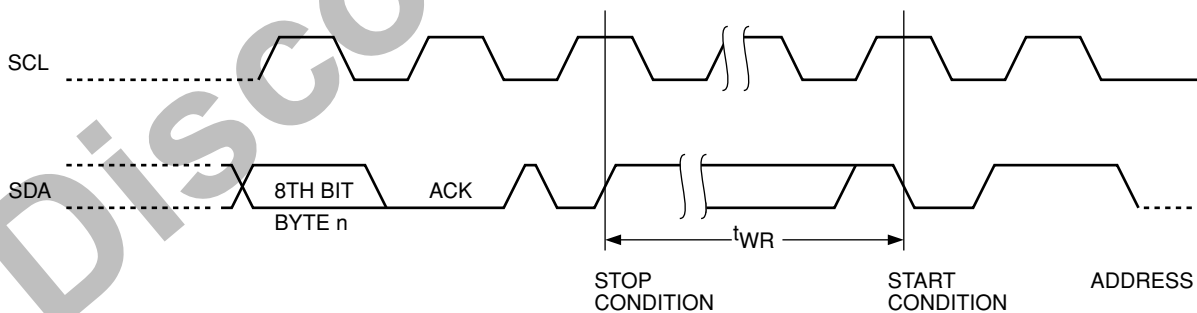 Disco
SCL
SDA
8TH BIT
ACK
BYTE n
tWR
STOP
CONDITION
START
CONDITION
ADDRESS